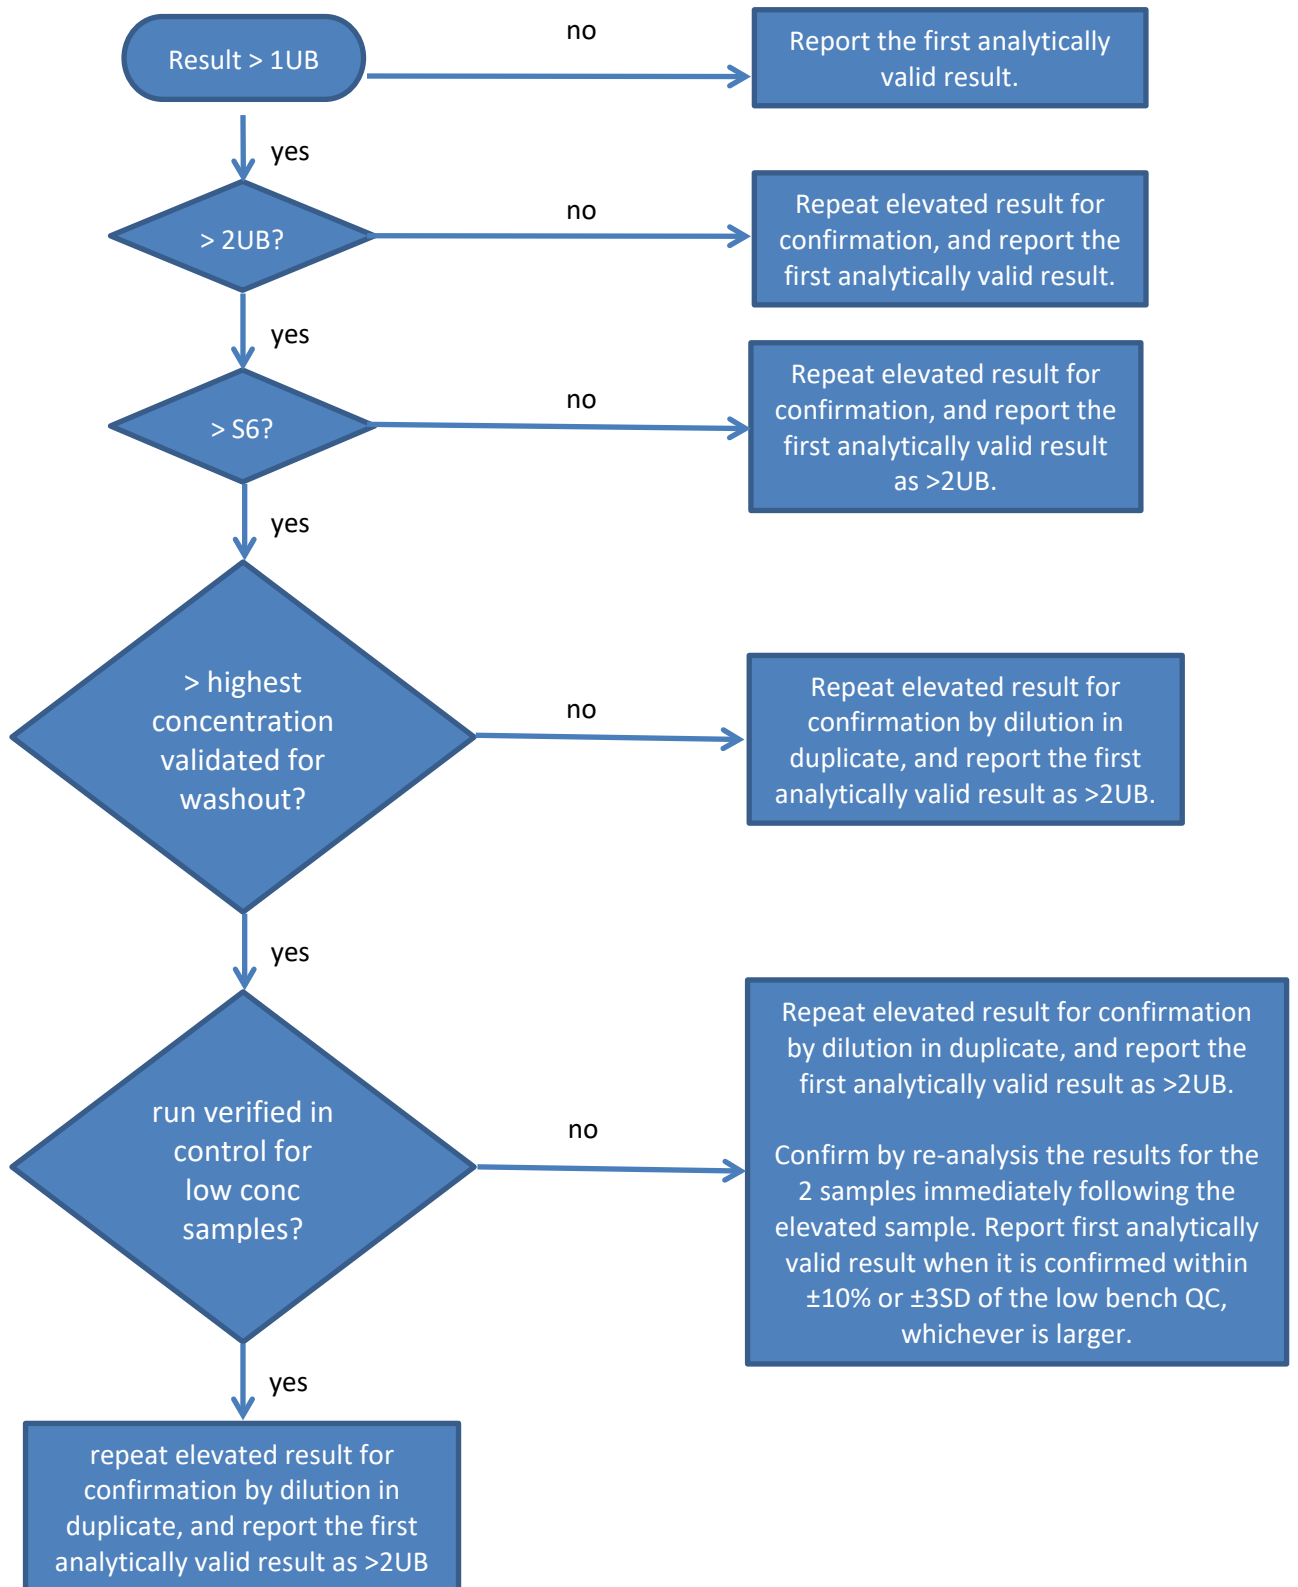 Result > 1UB
no
Report the first analytically
valid result.
yes
> 2UB?
no
Repeat elevated result for
confirmation, and report the
first analytically valid result.
yes
> S6?
no
Repeat elevated result for
confirmation, and report the
first analytically valid result
as >2UB.
yes
> highest
concentration
validated for
washout?
no
Repeat elevated result for
confirmation by dilution in
duplicate, and report the first
analytically valid result as >2UB.
yes
run verified in
control for
low conc
samples?
no
Repeat elevated result for confirmation
by dilution in duplicate, and report the
first analytically valid result as >2UB.
Confirm by re-analysis the results for the
2 samples immediately following the
elevated sample. Report first analytically
valid result when it is confirmed within
±10% or ±3SD of the low bench QC,
whichever is larger.
yes
repeat elevated result for
confirmation by dilution in
duplicate, and report the first
analytically valid result as >2UB